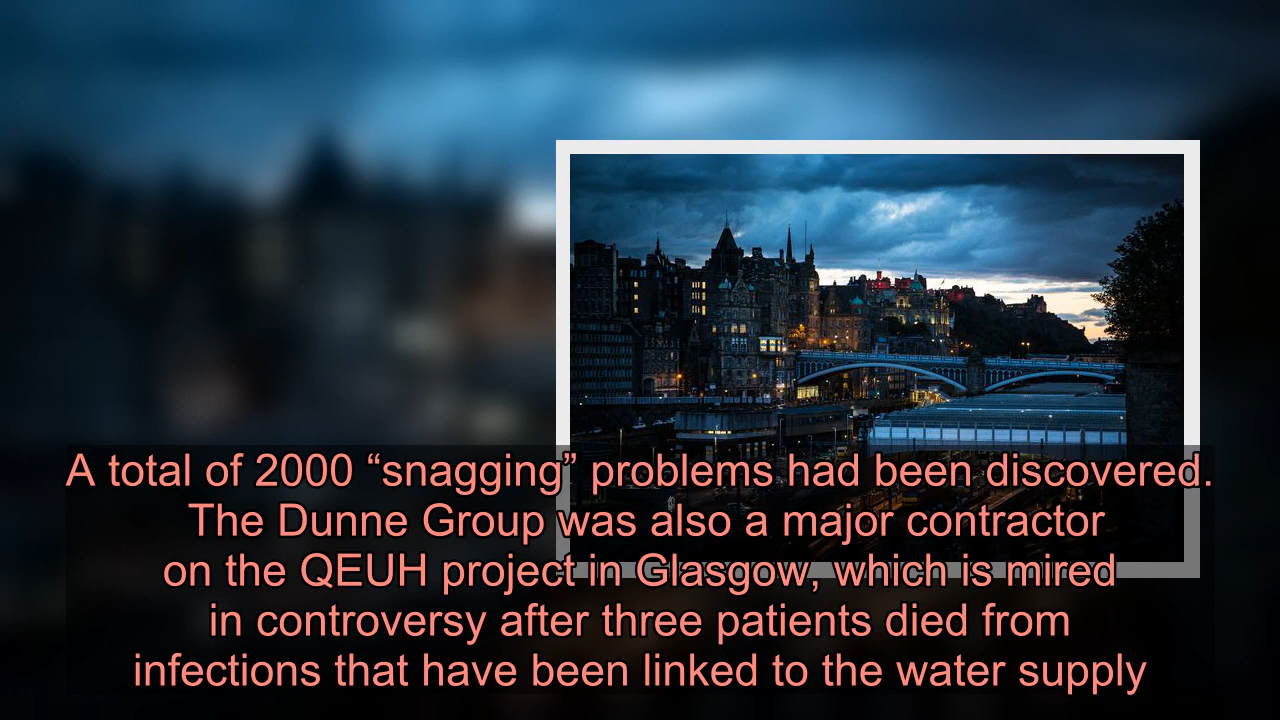 A total of 2000 “snagging” problems had been discovered.
The Dunne Group was also a major contractor
on the QEUH project in Glasgow, which is mired
in controversy after three patients died from
infections that have been linked to the water supply